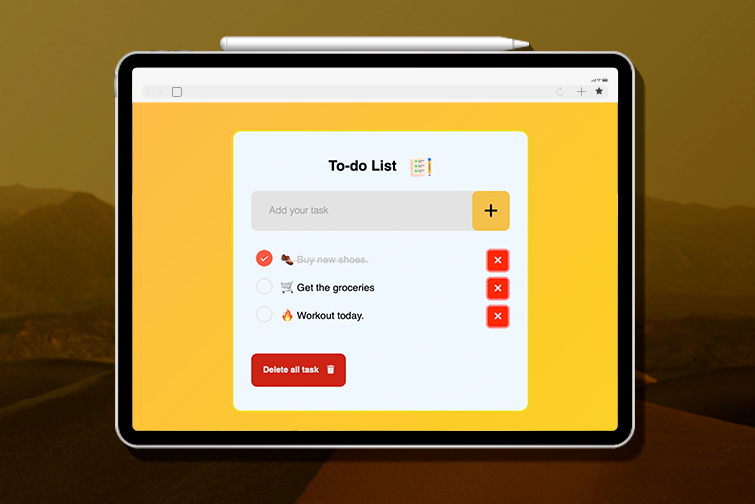 To-do List
Add your task
Buy new shoes.
Get the groceries
Workout today.
Delete all task